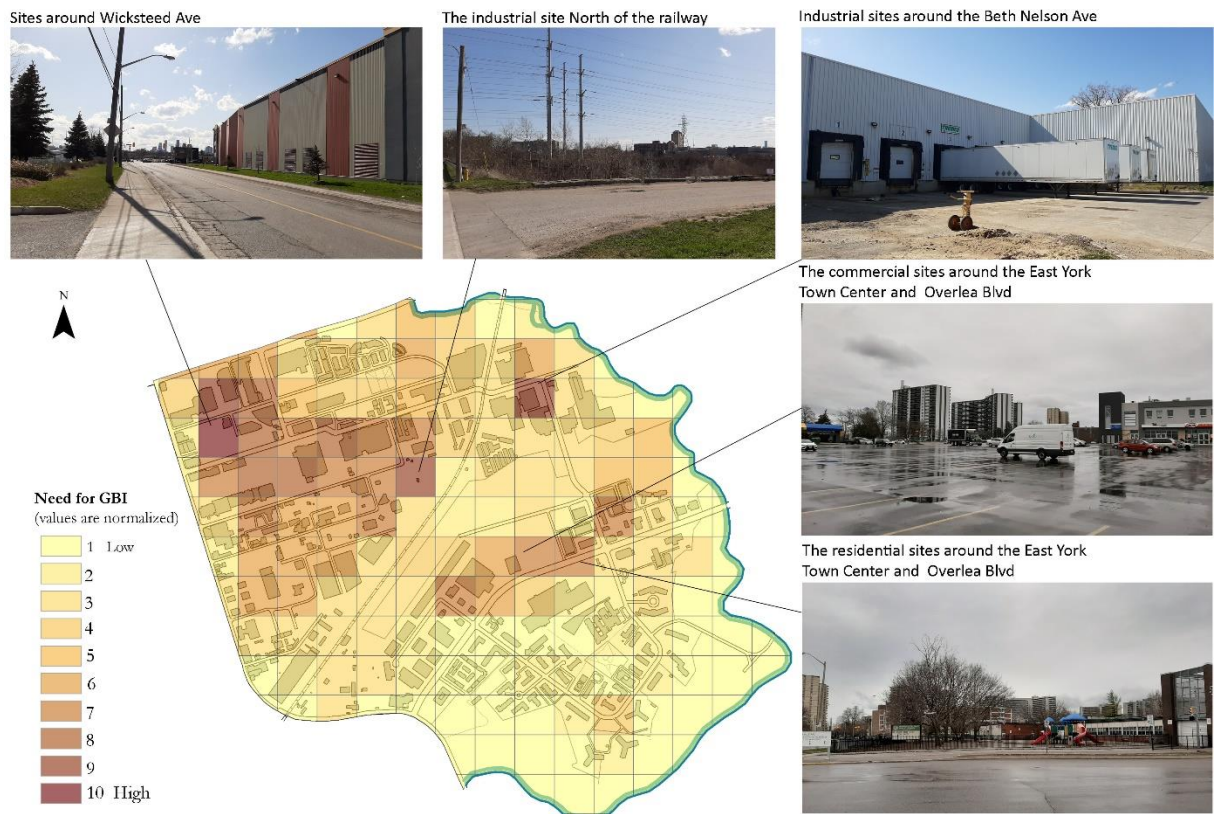 Sites around Wicksteed Ave
The industrial site North of the railway
Industrial sites around the Beth Nelson Ave
The commercial sites around the East York
Town Center and  Overlea Blvd
The residential sites around the East York
Town Center and  Overlea Blvd
N
Need for GBI
(values are normalized)
1 Low
2
3
4
5
6
7
8
9
10 High